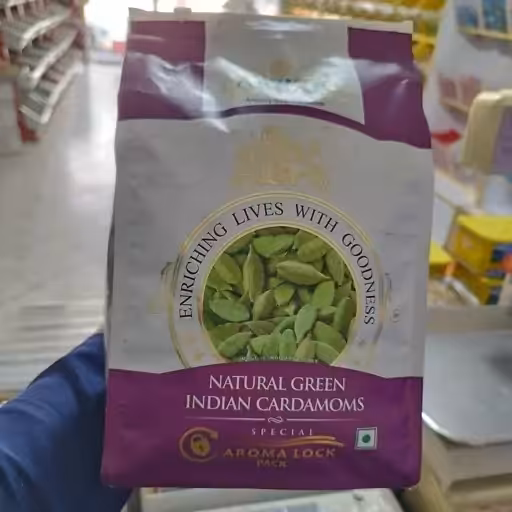 ENRICHING LIVES WITH GOODNESS
NATURAL GREEN
INDIAN CARDAMOMS
SPECIAL
AROMA LOCK
PACK